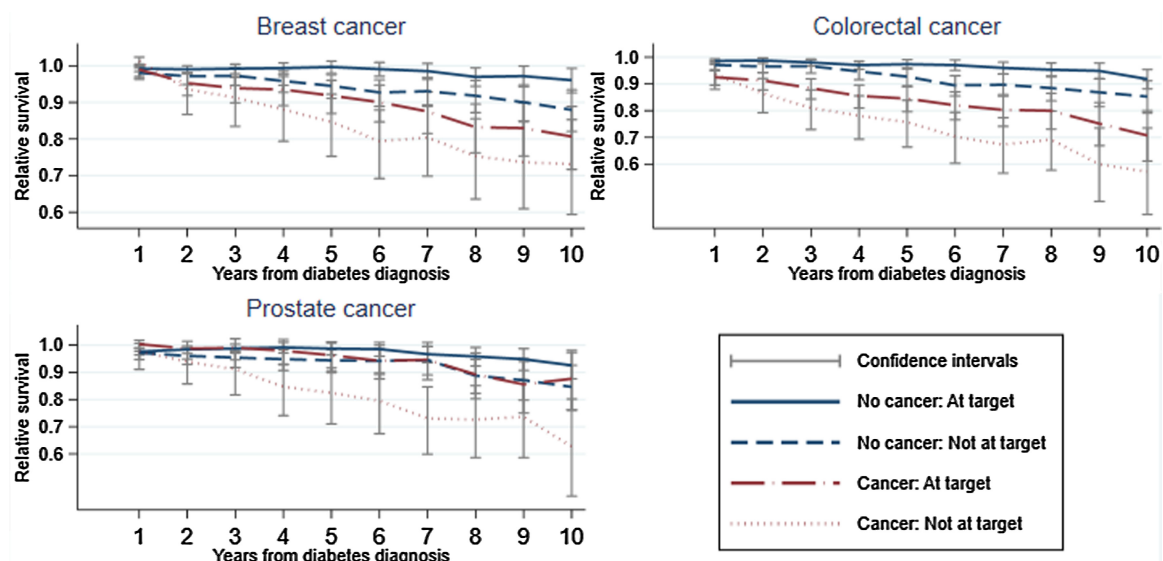 Breast cancer
Relative survival
1.0
0.9
0.8
0.7
0.6
1 2 3 4 5 6 7 8 9 10
Years from diabetes diagnosis
Colorectal cancer
Relative survival
1.0
0.9
0.8
0.7
0.6
1 2 3 4 5 6 7 8 9 10
Years from diabetes diagnosis
Prostate cancer
Relative survival
1.0
0.9
0.8
0.7
0.6
1 2 3 4 5 6 7 8 9 10
Years from diabetes diagnosis
Confidence intervals
No cancer: At target
No cancer: Not at target
Cancer: At target
Cancer: Not at target